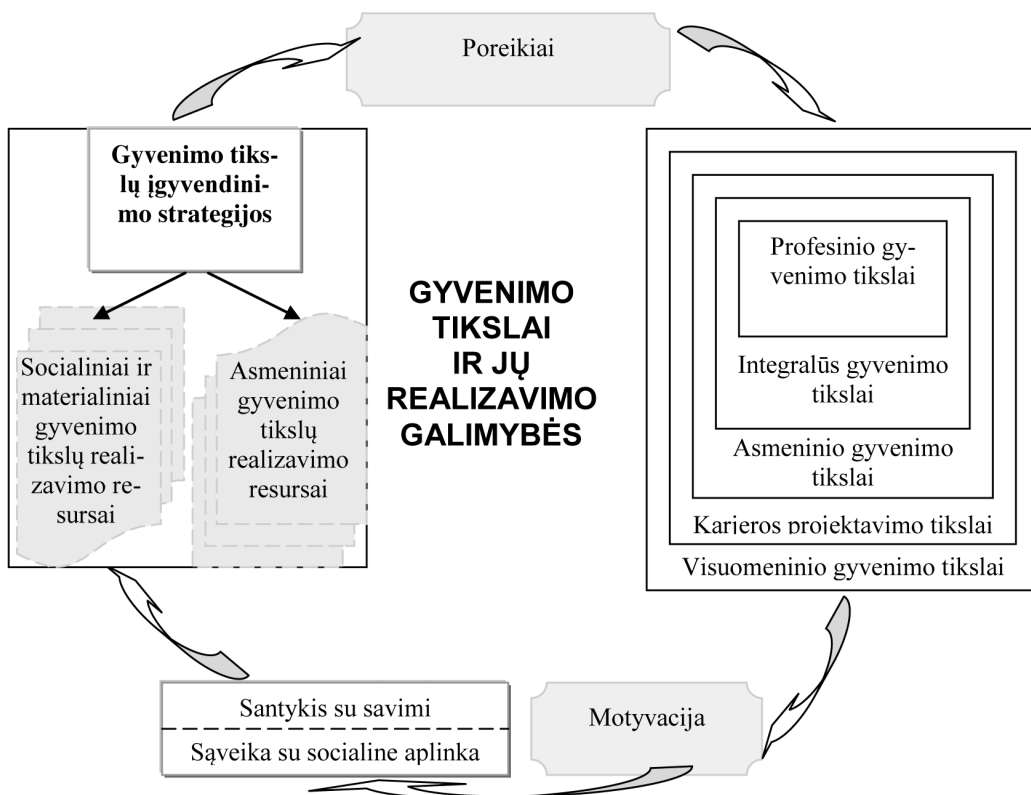 Poreikiai
Gyvenimo tiks-
lų įgyvendini-
mo strategijos
Socialiniai ir
materialiniai
gyvenimo
tikslų reali-
zavimo re-
sursai
Asmeniniai
gyvenimo
tikslų
realizavimo
resursai
GYVENIMO
TIKSLAI
IR JŲ
REALIZAVIMO
GALIMYBĖS
Profesinio gy-
venimo tikslai
Integralūs gyvenimo
tikslai
Asmeninio gyvenimo
tikslai
Karjeros projektavimo tikslai
Visuomeninio gyvenimo tikslai
Santykis su savimi
Sąveika su socialine aplinka
Motyvacija